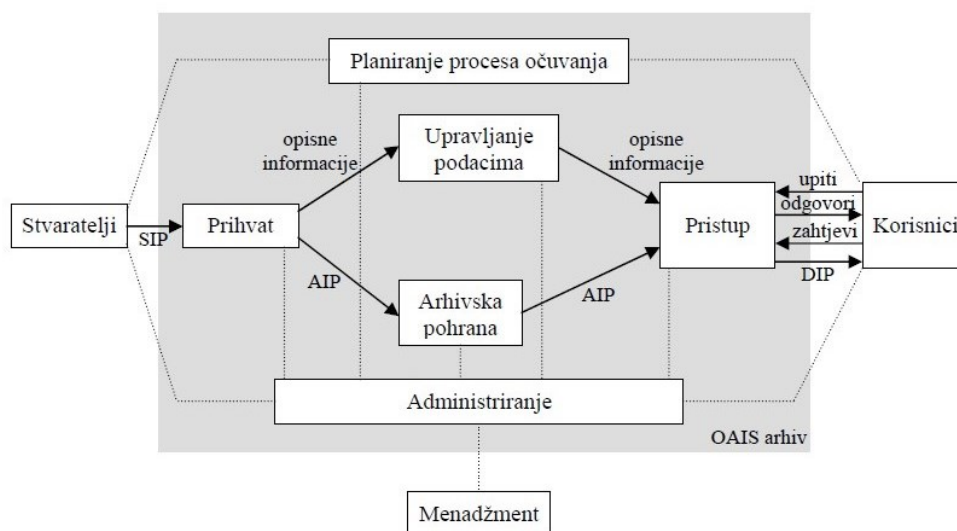 Planiranje procesa očuvanja
opisne
informacije
Upravljanje
podacima
opisne
informacije
Stvaratelji
SIP
Prihvat
Pristup
upiti
odgovori
zahtjevi
DIP
Korisnici
AIP
Arhivska
pohrana
AIP
Administriranje
OAIS arhiv
Menadžment